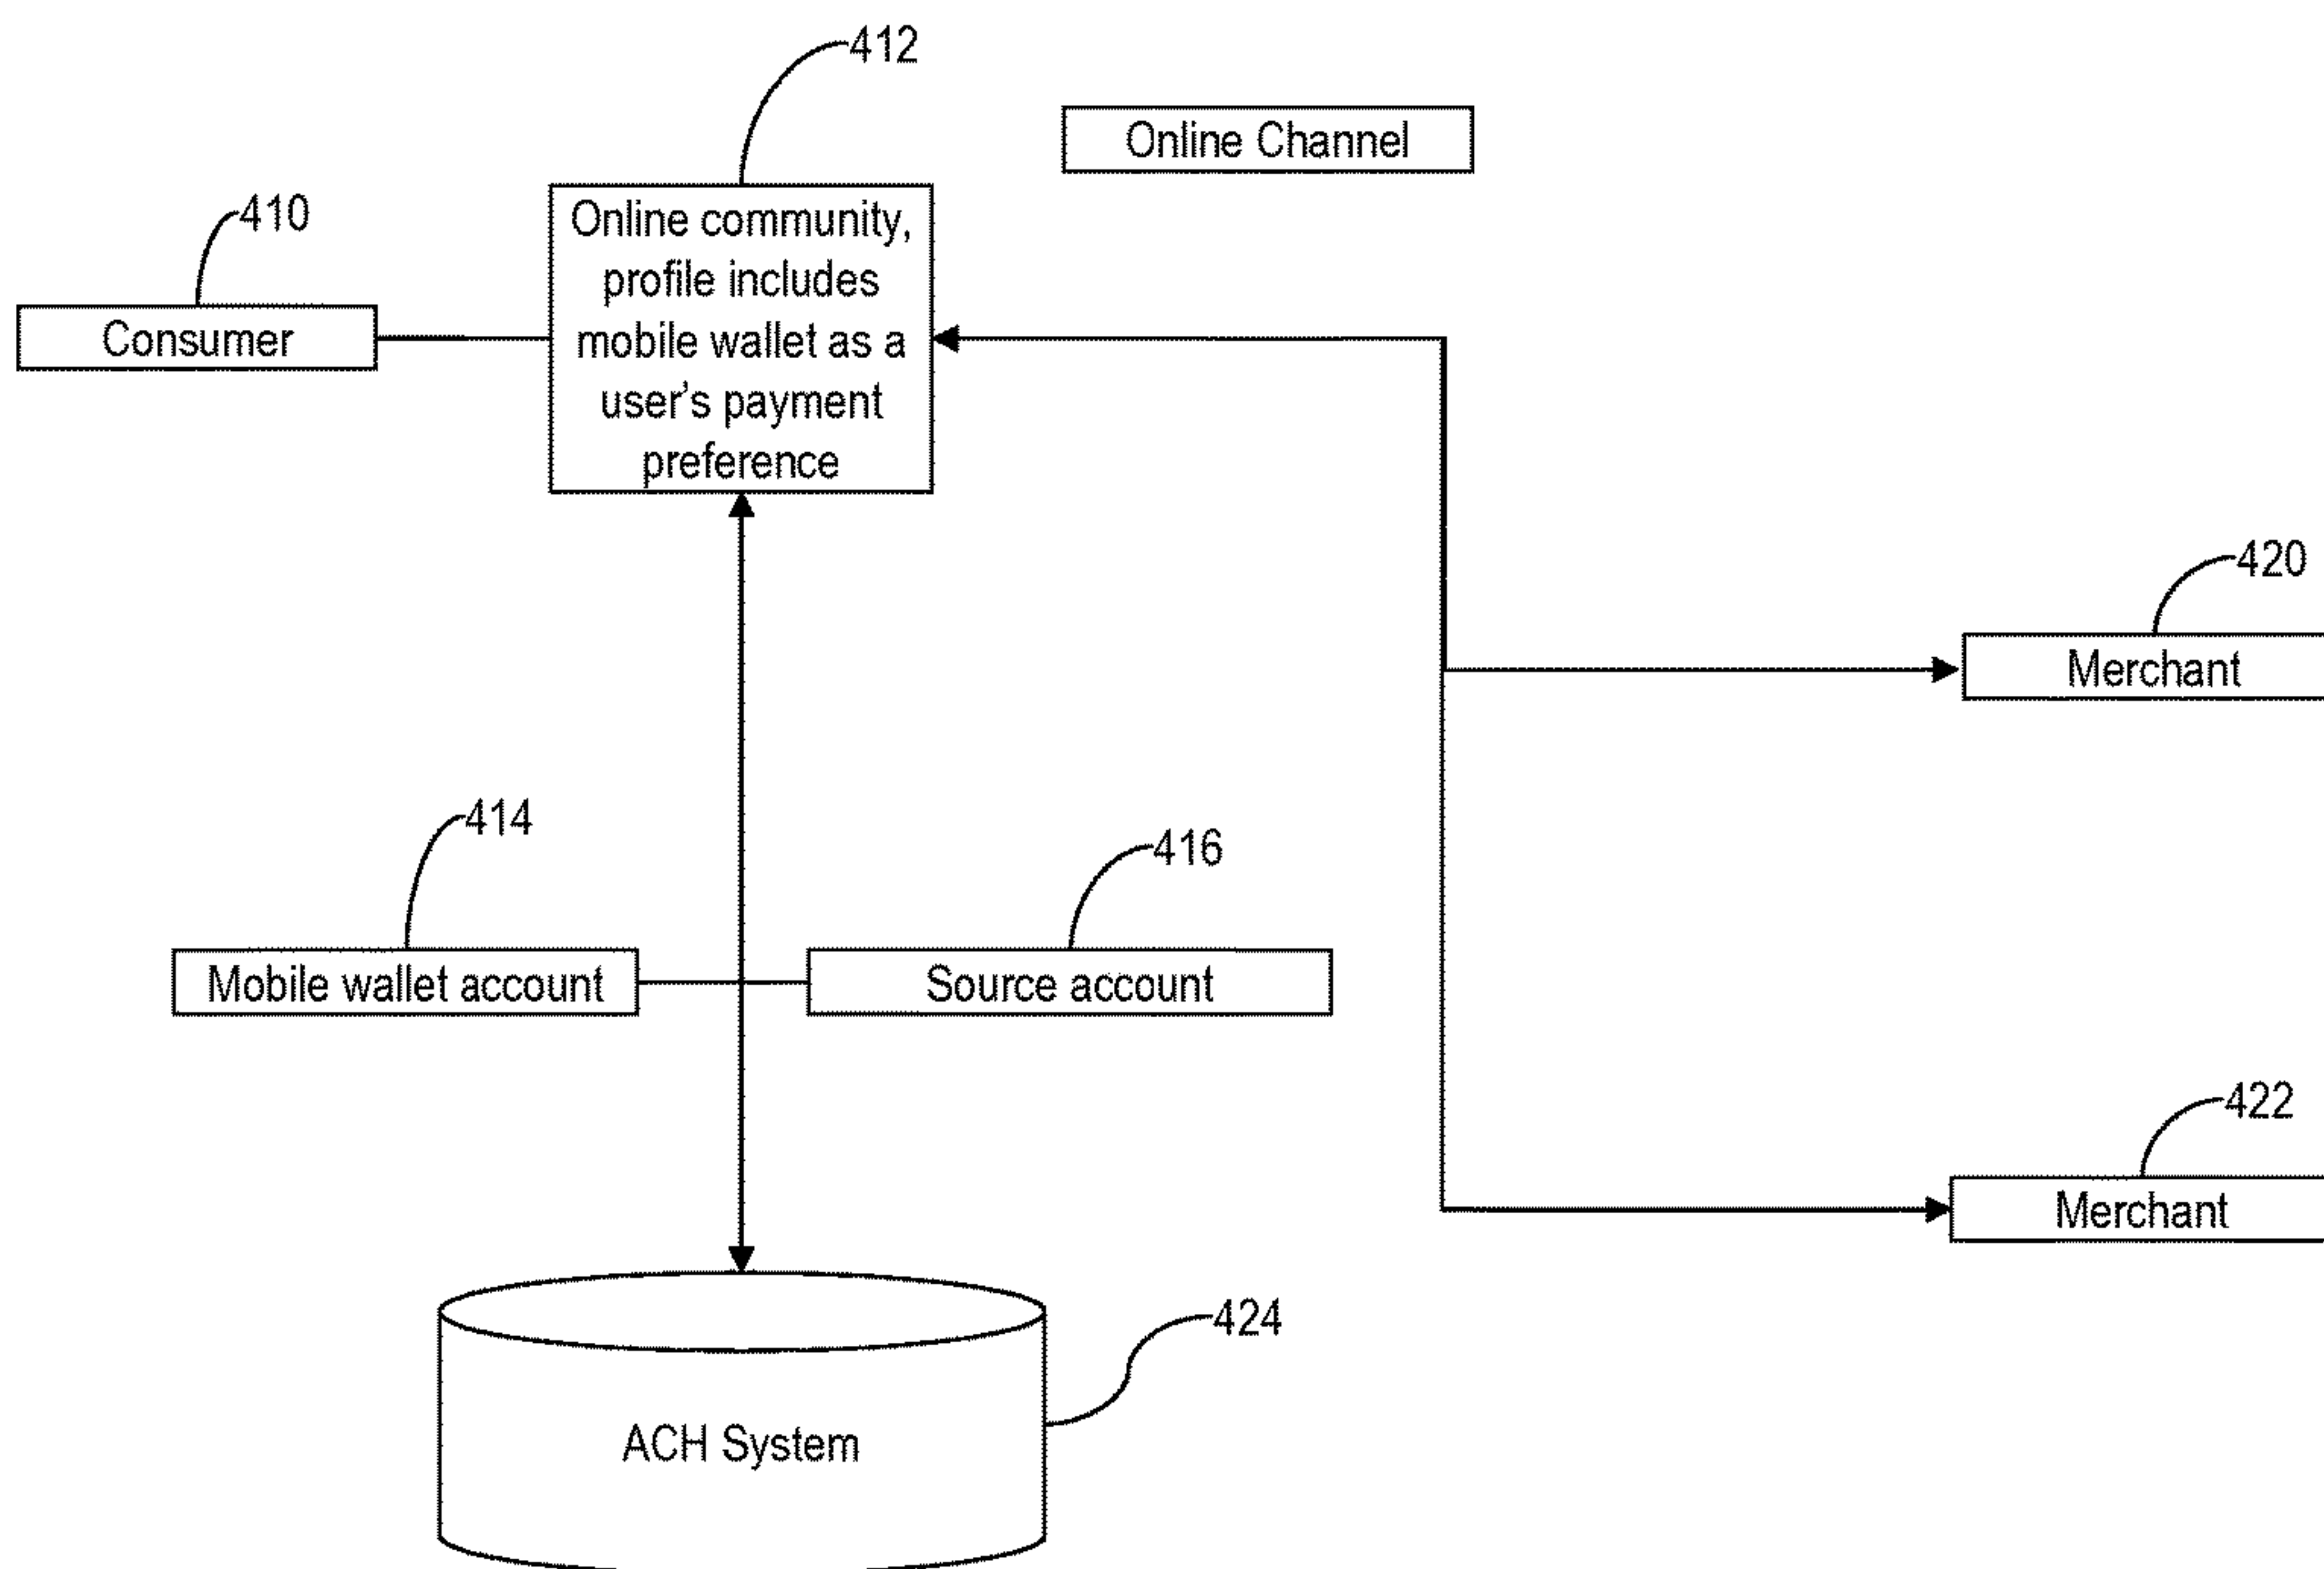 412
Online Channel
410
Online community,
profile includes
mobile wallet as a
user's payment
preference
Consumer
420
Merchant
414
416
Mobile wallet account
Source account
422
Merchant
424
ACH System